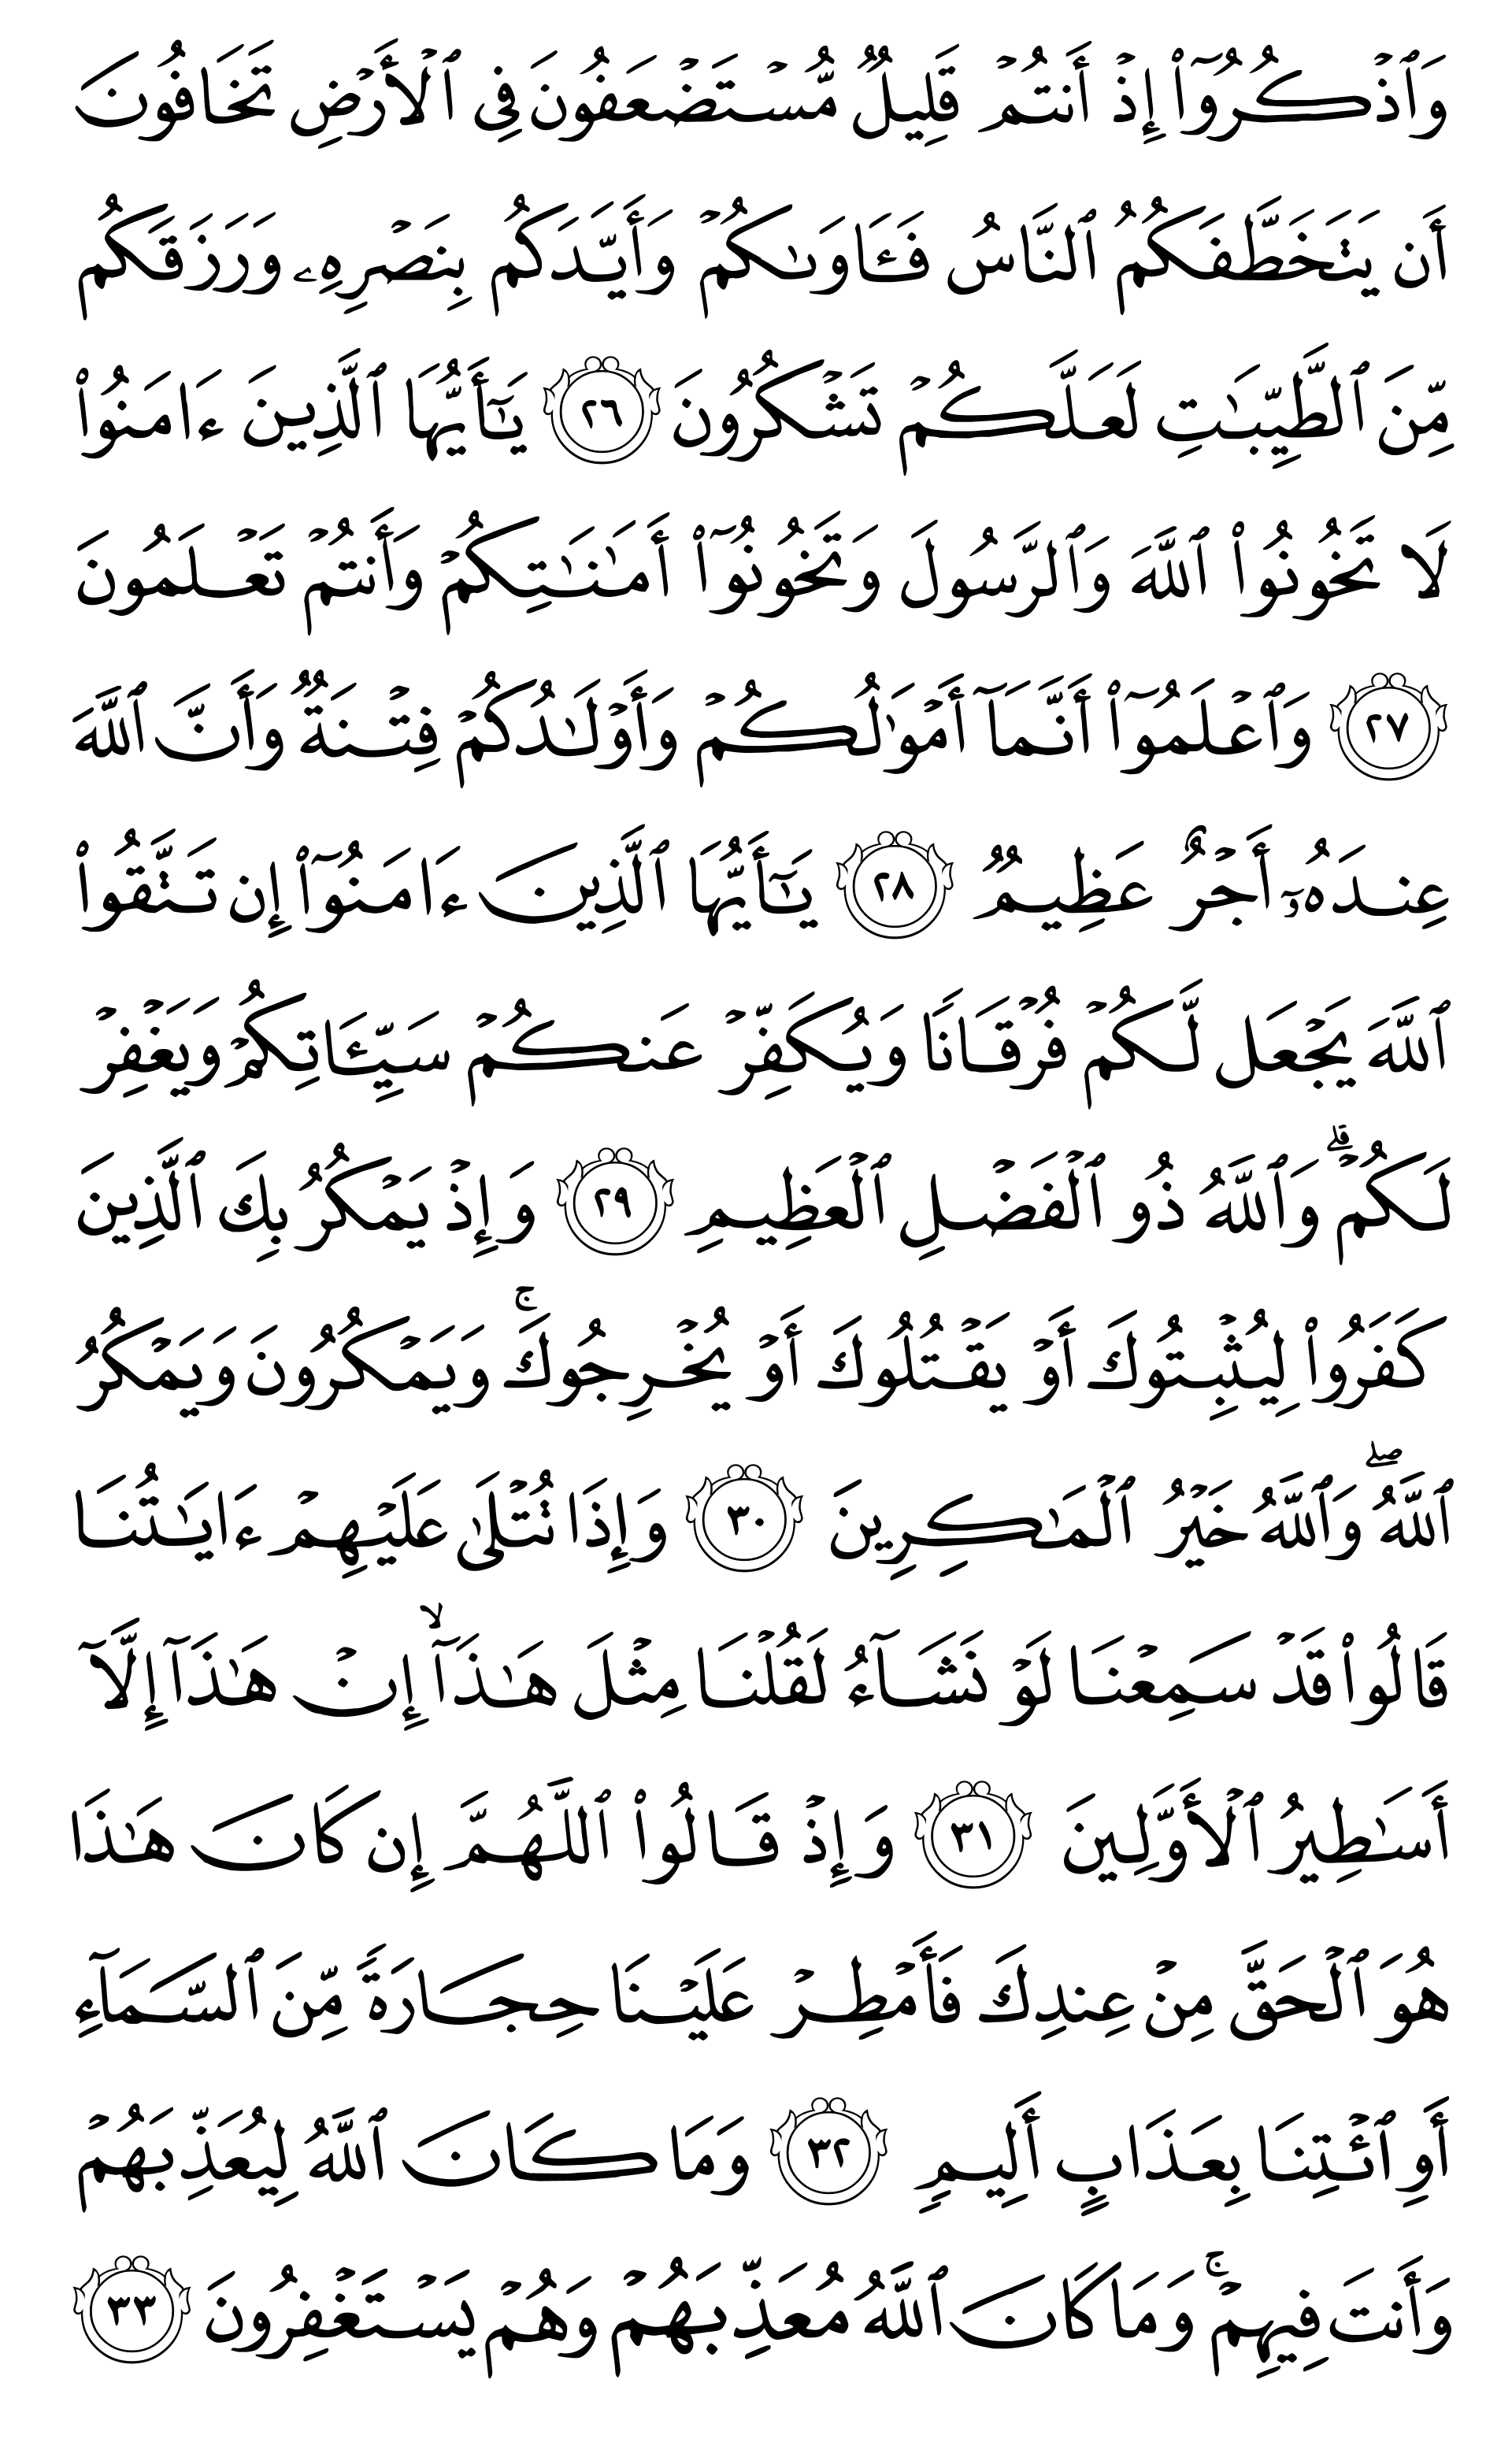 وَٱذۡكُرُوٓاْ إِذۡ أَنتُمۡ قَلِيلٞ مُّسۡتَضۡعَفُونَ فِي ٱلۡأَرۡضِ تَخَافُونَ
أَن يَتَخَطَّفَكُمُ ٱلنَّاسُ فَـَٔاوَىٰكُمۡ وَأَيَّدَكُم بِنَصۡرِهِۦ وَرَزَقَكُم
مِّنَ ٱلطَّيِّبَٰتِ لَعَلَّكُمۡ تَشۡكُرُونَ ٢٦ يَٰٓأَيُّهَا ٱلَّذِينَ ءَامَنُواْ
لَا تَخُونُواْ ٱللَّهَ وَٱلرَّسُولَ وَتَخُونُوٓاْ أَمَٰنَٰتِكُمۡ وَأَنتُمۡ تَعۡلَمُونَ
٢٧ وَٱعۡلَمُوٓاْ أَنَّمَآ أَمۡوَٰلُكُمۡ وَأَوۡلَٰدُكُمۡ فِتۡنَةٞ وَأَنَّ ٱللَّهَ
عِندَهُۥٓ أَجۡرٌ عَظِيمٞ ٢٨ يَٰٓأَيُّهَا ٱلَّذِينَ ءَامَنُوٓاْ إِن تَتَّقُواْ
ٱللَّهَ يَجۡعَل لَّكُمۡ فُرۡقَانٗا وَيُكَفِّرۡ عَنكُمۡ سَيِّـَٔاتِكُمۡ وَيَغۡفِرۡ
لَكُمۡۗ وَٱللَّهُ ذُو ٱلۡفَضۡلِ ٱلۡعَظِيمِ ٢٩ وَإِذۡ يَمۡكُرُ بِكَ ٱلَّذِينَ
كَفَرُواْ لِيُثۡبِتُوكَ أَوۡ يَقۡتُلُوكَ أَوۡ يُخۡرِجُوكَۚ وَيَمۡكُرُونَ وَيَمۡكُرُ
ٱللَّهُۖ وَٱللَّهُ خَيۡرُ ٱلۡمَٰكِرِينَ ٣٠ وَإِذَا تُتۡلَىٰ عَلَيۡهِمۡ ءَايَٰتُنَا
قَالُواْ قَدۡ سَمِعۡنَا لَوۡ نَشَآءُ لَقُلۡنَا مِثۡلَ هَٰذَآ إِنۡ هَٰذَآ إِلَّآ
أَسَٰطِيرُ ٱلۡأَوَّلِينَ ٣١ وَإِذۡ قَالُواْ ٱللَّهُمَّ إِن كَانَ هَٰذَا
هُوَ ٱلۡحَقَّ مِنۡ عِندِكَ فَأَمۡطِرۡ عَلَيۡنَا حِجَارَةٗ مِّنَ ٱلسَّمَآءِ
أَوِ ٱئۡتِنَا بِعَذَابٍ أَلِيمٖ ٣٢ وَمَا كَانَ ٱللَّهُ لِيُعَذِّبَهُمۡ
وَأَنتَ فِيهِمۡۚ وَمَا كَانَ ٱللَّهُ مُعَذِّبَهُمۡ وَهُمۡ يَسۡتَغۡفِرُونَ ٣٣